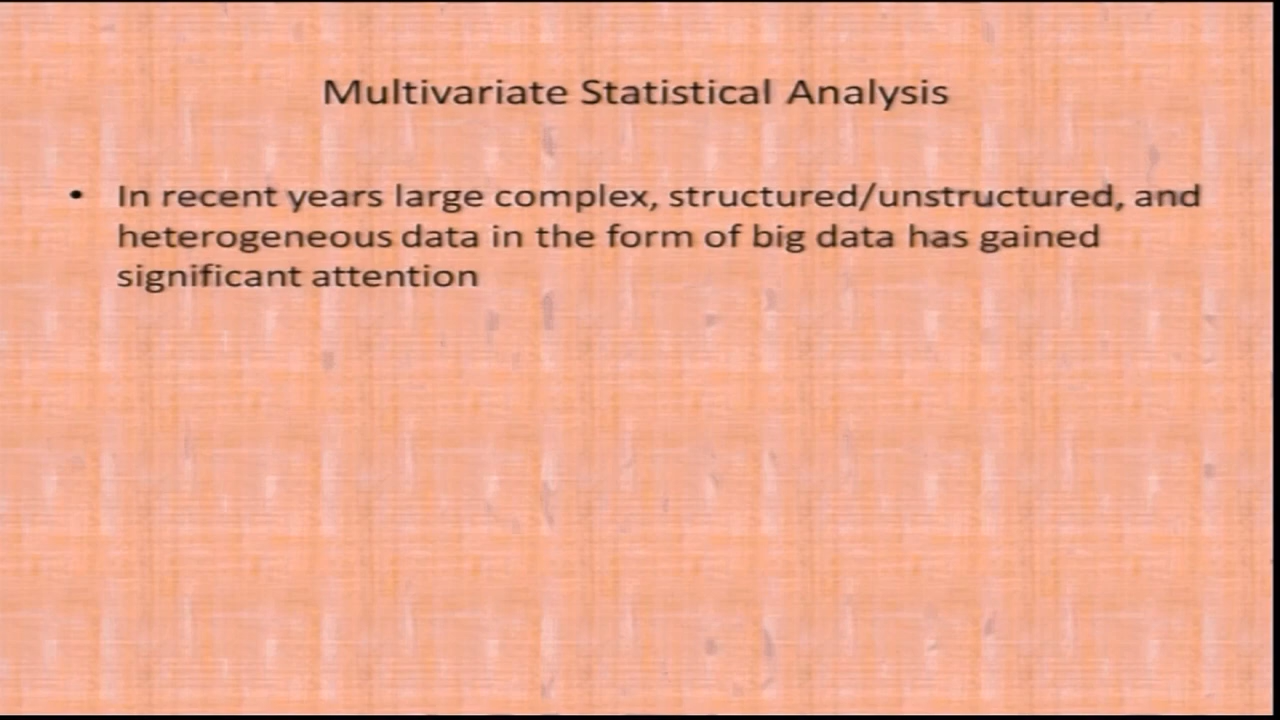 Multivariate Statistical Analysis
• In recent years large complex, structured/unstructured, and
heterogeneous data in the form of big data has gained
significant attention